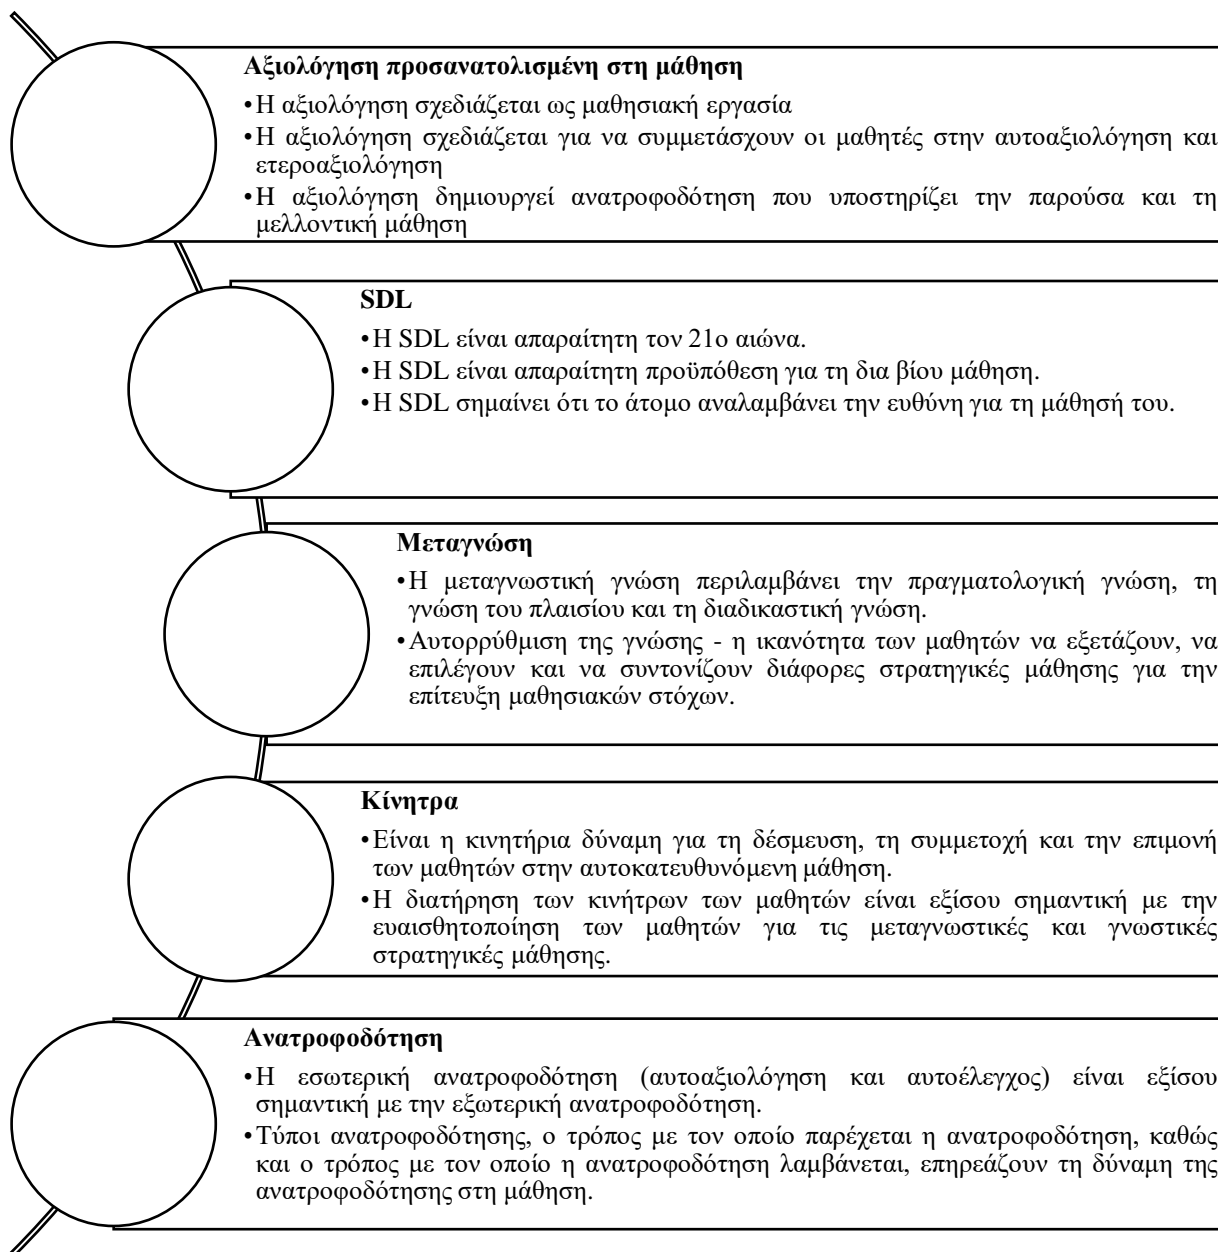 Αξιολόγηση προσανατολισμένη στη μάθηση
•Η αξιολόγηση σχεδιάζεται ως μαθησιακή εργασία
•Η αξιολόγηση σχεδιάζεται για να συμμετάσχουν οι μαθητές στην αυτοαξιολόγηση και
ετεροαξιολόγηση
•Η αξιολόγηση δημιουργεί ανατροφοδότηση που υποστηρίζει την παρούσα και τη
μελλοντική μάθηση
SDL
•Η SDL είναι απαραίτητη τον 21ο αιώνα.
•Η SDL είναι απαραίτητη προϋπόθεση για τη δια βίου μάθηση.
•Η SDL σημαίνει ότι το άτομο αναλαμβάνει την ευθύνη για τη μάθησή του.
Μεταγνώση
•Η μεταγνωστική γνώση περιλαμβάνει την πραγματολογική γνώση, τη
γνώση του πλαισίου και τη διαδικαστική γνώση.
•Αυτορρύθμιση της γνώσης - η ικανότητα των μαθητών να εξετάζουν, να
επιλέγουν και να συντονίζουν διάφορες στρατηγικές μάθησης για την
επίτευξη μαθησιακών στόχων.
Κίνητρα
•Είναι η κινητήρια δύναμη για τη δέσμευση, τη συμμετοχή και την επιμονή
των μαθητών στην αυτοκατευθυνόμενη μάθηση.
•Η διατήρηση των κινήτρων των μαθητών είναι εξίσου σημαντική με την
ευαισθητοποίηση των μαθητών για τις μεταγνωστικές και γνωστικές
στρατηγικές μάθησης.
Ανατροφοδότηση
•Η εσωτερική ανατροφοδότηση (αυτοαξιολόγηση και αυτοέλεγχος) είναι εξίσου
σημαντική με την εξωτερική ανατροφοδότηση.
•Τύποι ανατροφοδότησης, ο τρόπος με τον οποίο παρέχεται η ανατροφοδότηση, καθώς
και ο τρόπος με τον οποίο η ανατροφοδότηση λαμβάνεται, επηρεάζουν τη δύναμη της
ανατροφοδότησης στη μάθηση.